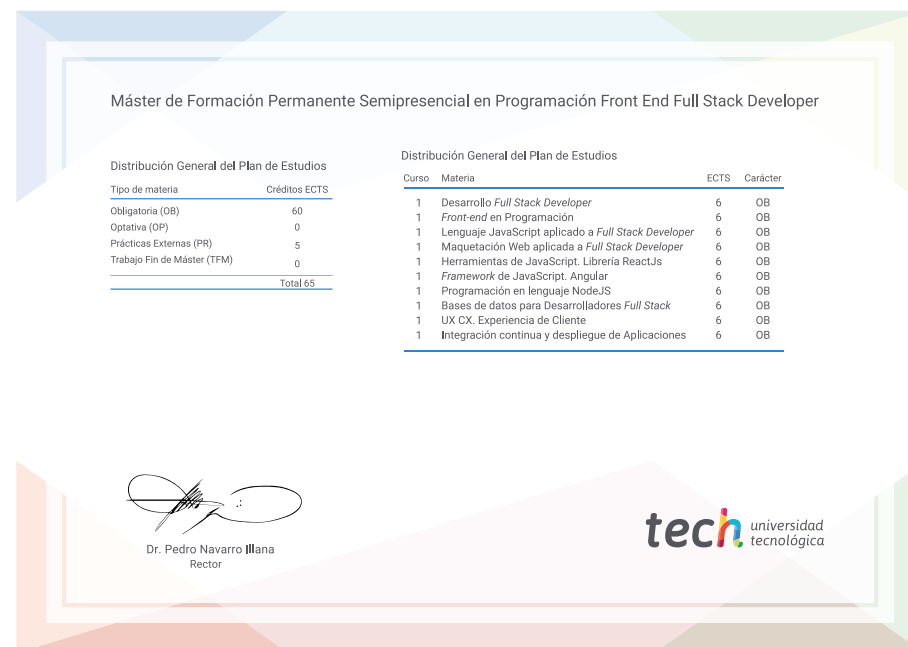 Máster de Formación Permanente Semipresencial en Programación Front End Full Stack Developer
Distribución General del Plan de Estudios
Tipo de materia Créditos ECTS
Obligatoria (OB) 60
Optativa (OP) 0
Prácticas Externas (PR) 5
Trabajo Fin de Máster (TFM) 0
Total 65
Distribución General del Plan de Estudios
Curso Materia ECTS Carácter
1 Desarrollo Full Stack Developer 6 OB
1 Front-end en Programación 6 OB
1 Lenguaje JavaScript aplicado a Full Stack Developer 6 OB
1 Maquetación Web aplicada a Full Stack Developer 6 OB
1 Herramientas de JavaScript. Librería ReactJs 6 OB
1 Framework de JavaScript. Angular 6 OB
1 Programación en lenguaje NodeJS 6 OB
1 Bases de datos para Desarrolladores Full Stack 6 OB
1 UX CX. Experiencia de Cliente 6 OB
1 Integración continua y despliegue de Aplicaciones 6 OB
Dr. Pedro Navarro Illana
Rector
tech universidad
tecnológica